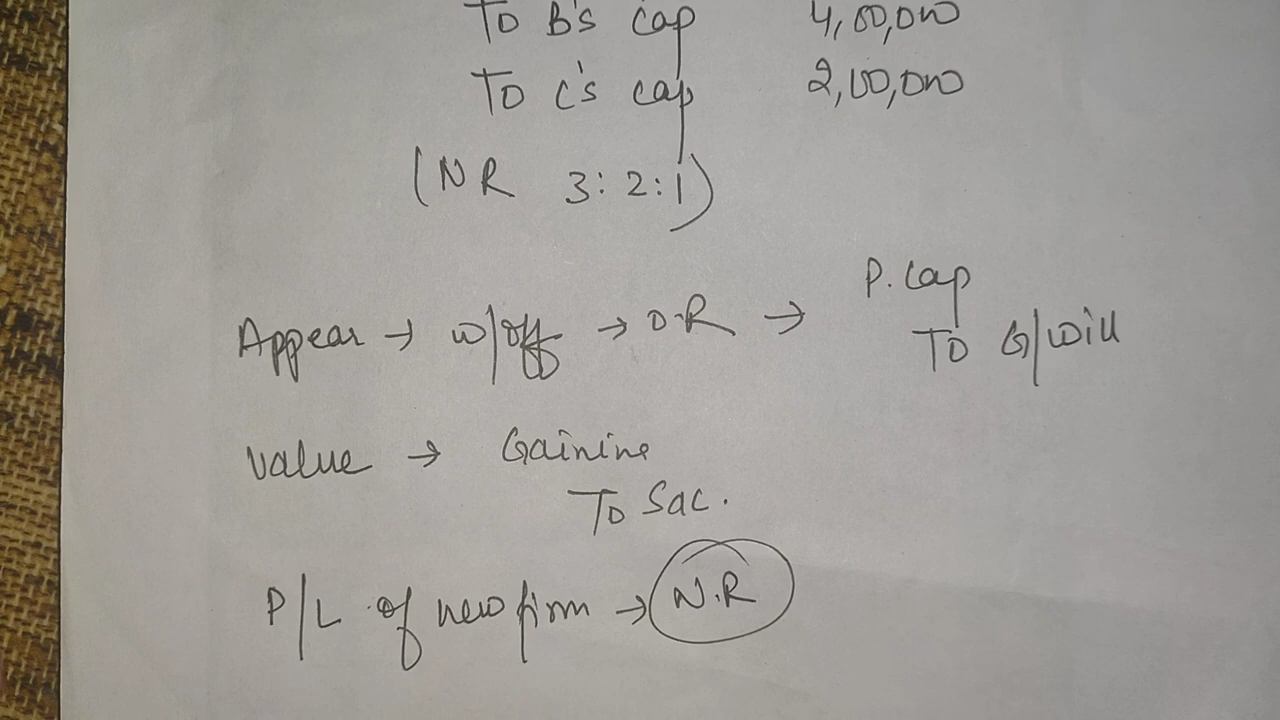 To B's cap 4,00,000
To C's cap 2,00,000
(NR 3:2:1)
Appear → w/off → O.R → P. Cap
To G/will
Value → Gaining
To Sac.
P/L of new firm → N.R